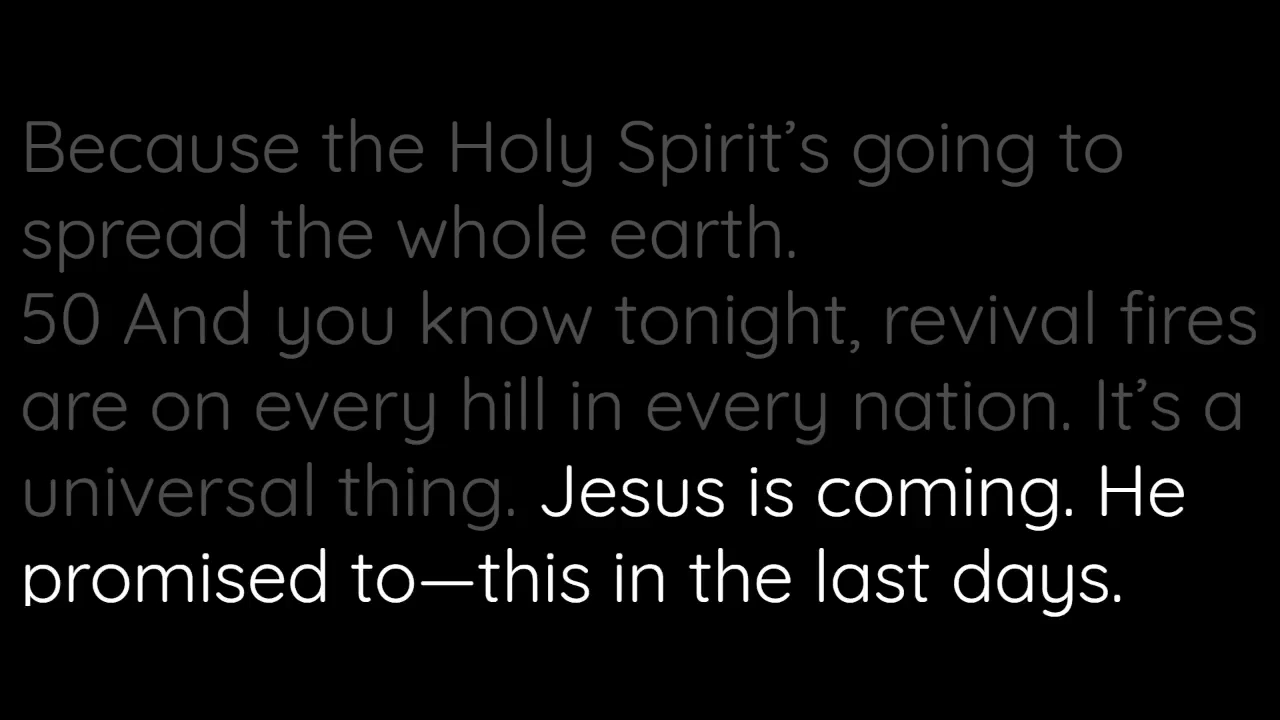 Because the Holy Spirit’s going to
spread the whole earth.
50 And you know tonight, revival fires
are on every hill in every nation. It’s a
universal thing. Jesus is coming. He
promised to—this in the last days.